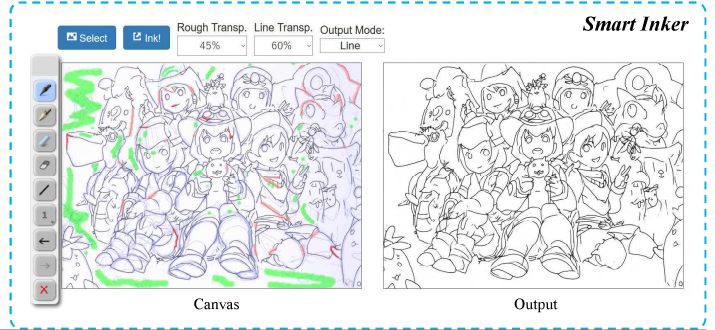 Smart Inker
Select
Ink!
Rough Transp.
45%
Line Transp.
60%
Output Mode:
Line
1
Canvas
Output